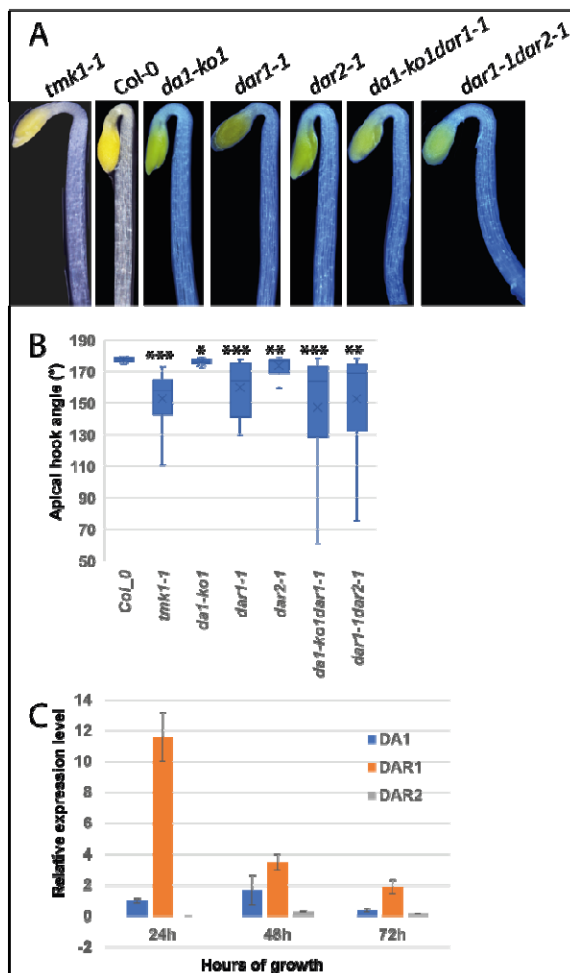 A
tmk1-1 Col-0 da1-ko1 dar1-1 dar2-1 da1-ko1dar1-1 dar1-1dar2-1
B
*** * *** ** *** **
190
170
150
130
110
90
70
50
Apical hook angle (°)
Col_0 tmk1-1 da1-ko1 dar1-1 dar2-1 da1-ko1dar1-1 dar1-1dar2-1
C
14
12
10
8
6
4
2
0
-2
Relative expression level
DA1
DAR1
DAR2
24h 48h 72h
Hours of growth